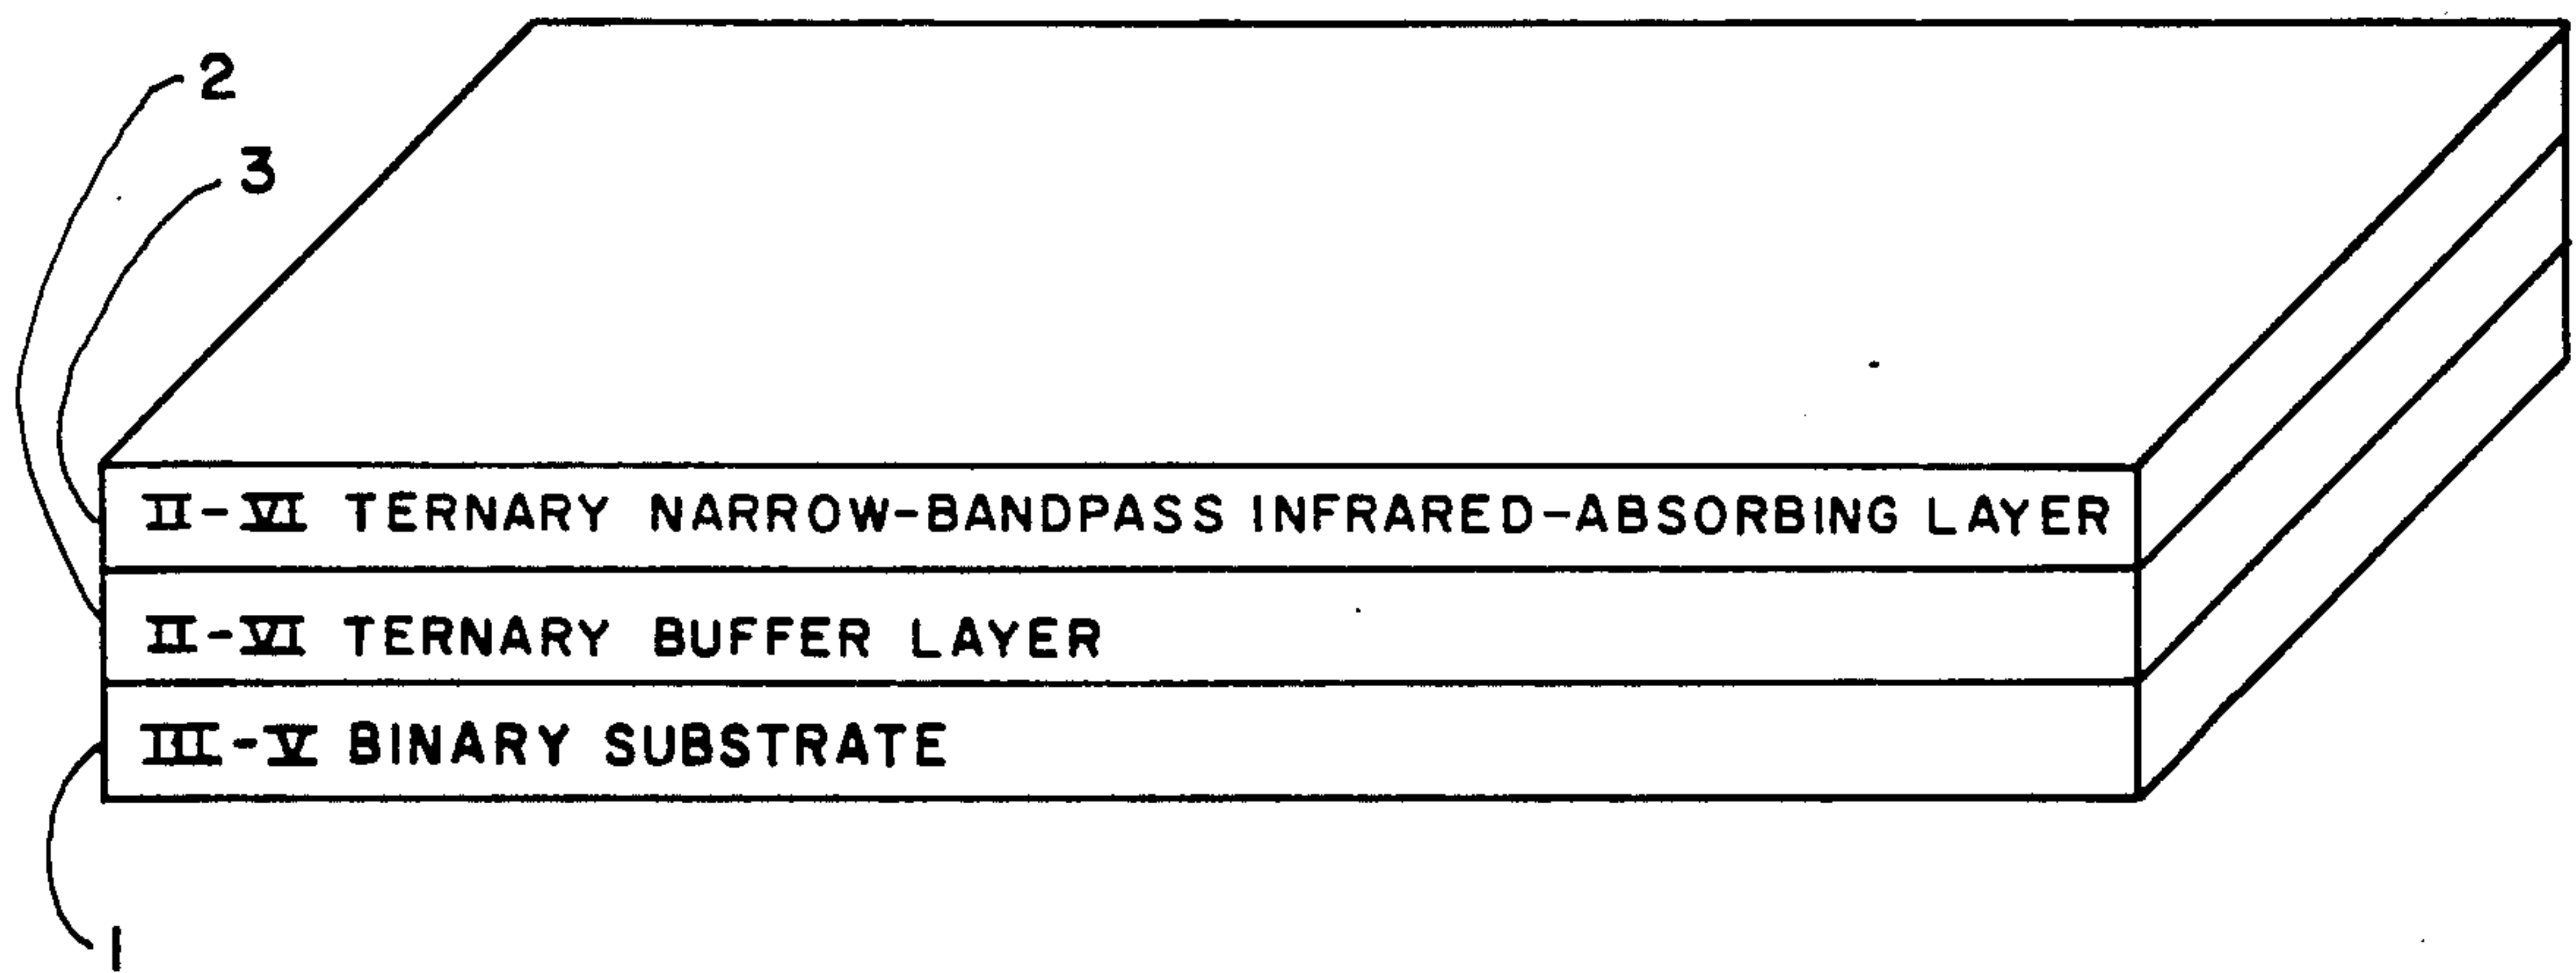 2
3
II-VI TERNARY NARROW-BANDPASS INFRARED-ABSORBING LAYER
II-VI TERNARY BUFFER LAYER
III-V BINARY SUBSTRATE
1